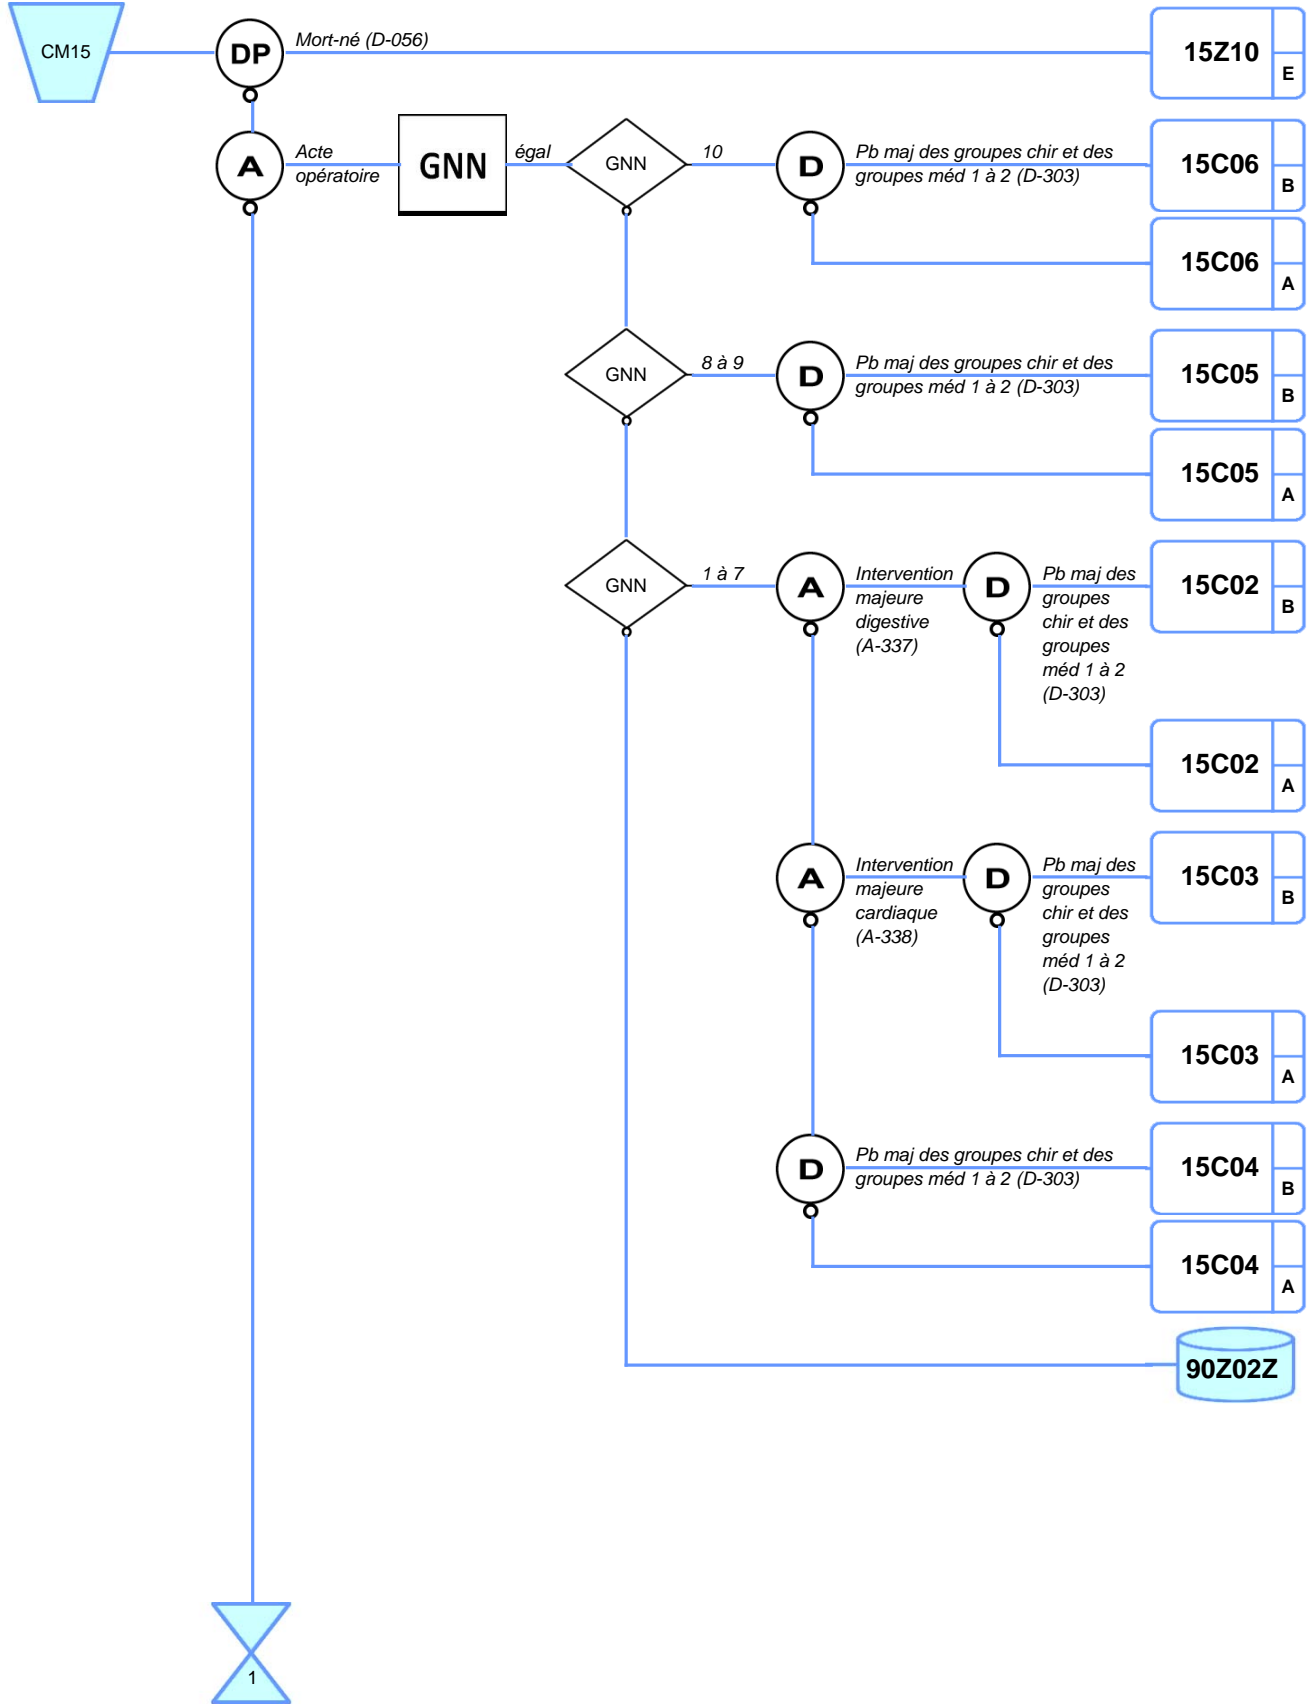 CM15
DP
Mort-né (D-056)
15Z10
E
A
Acte
opératoire
GNN
égal
GNN
10
D
Pb maj des groupes chir et des
groupes méd 1 à 2 (D-303)
15C06
B
15C06
A
GNN
8 à 9
D
Pb maj des groupes chir et des
groupes méd 1 à 2 (D-303)
15C05
B
15C05
A
GNN
1 à 7
A
Intervention
majeure
digestive
(A-337)
D
Pb maj des
groupes
chir et des
groupes
méd 1 à 2
(D-303)
15C02
B
15C02
A
A
Intervention
majeure
cardiaque
(A-338)
D
Pb maj des
groupes
chir et des
groupes
méd 1 à 2
(D-303)
15C03
B
15C03
A
D
Pb maj des groupes chir et des
groupes méd 1 à 2 (D-303)
15C04
B
15C04
A
90Z02Z
1